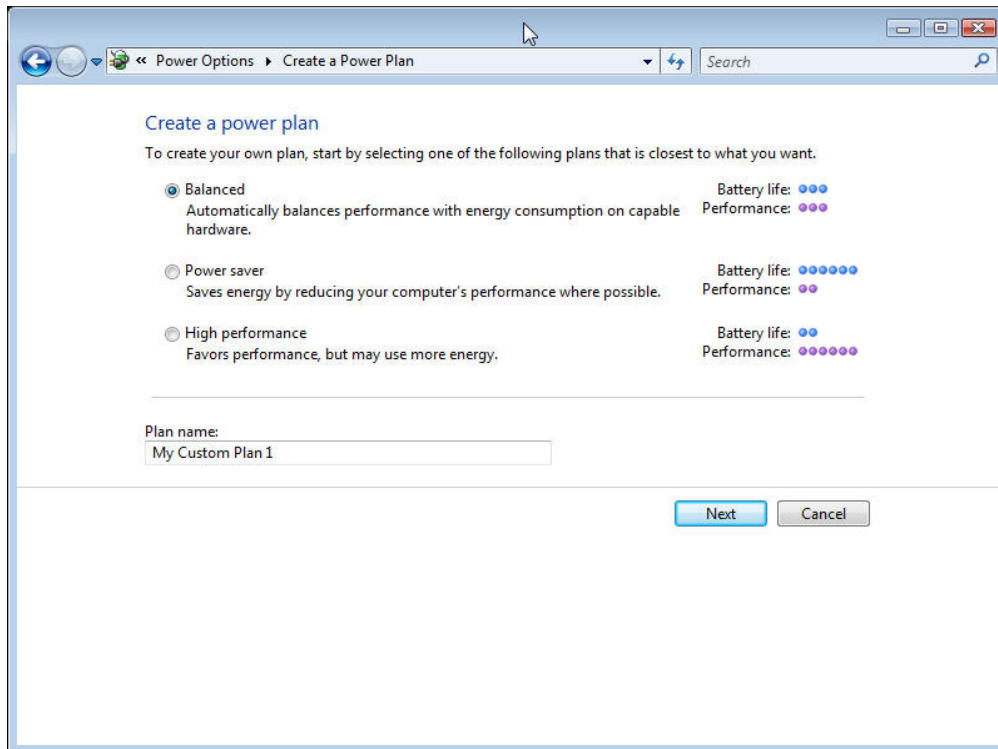 « Power Options ▸ Create a Power Plan
Search
Create a power plan
To create your own plan, start by selecting one of the following plans that is closest to what you want.
Balanced
Battery life:
Automatically balances performance with energy consumption on capable
Performance:
hardware.
Power saver
Battery life:
Saves energy by reducing your computer's performance where possible.
Performance:
High performance
Battery life:
Favors performance, but may use more energy.
Performance:
Plan name:
My Custom Plan 1
Next
Cancel